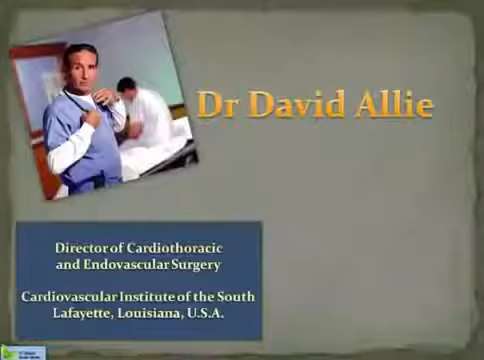 Dr David Allie
Director of Cardiothoracic
and Endovascular Surgery
Cardiovascular Institute of the South
Lafayette, Louisiana, U.S.A.